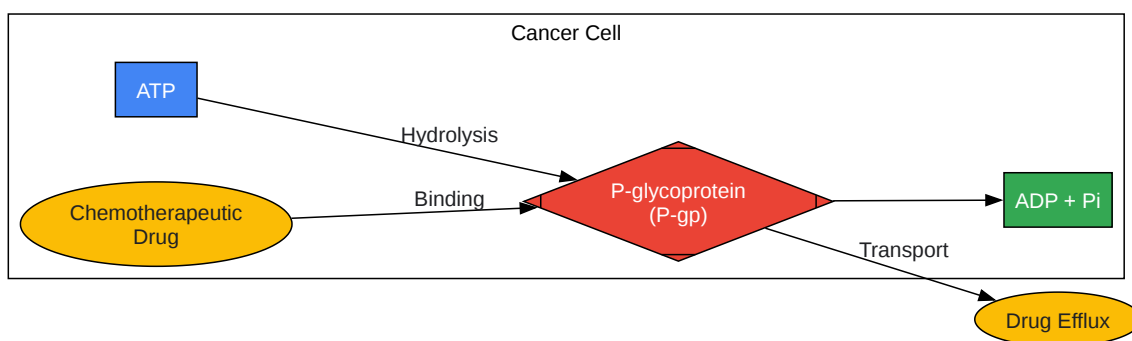 Cancer Cell
ATP
Hydrolysis
Chemotherapeutic
Drug
Binding
P-glycoprotein
(P-gp)
ADP + Pi
Transport
Drug Efflux